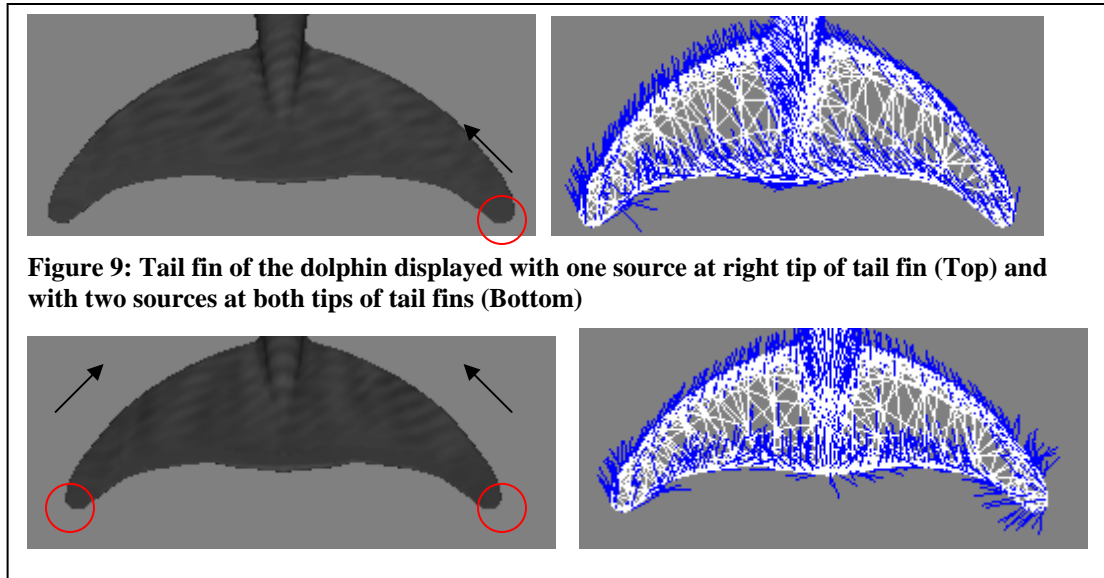 Figure 9: Tail fin of the dolphin displayed with one source at right tip of tail fin (Top) and
with two sources at both tips of tail fins (Bottom)